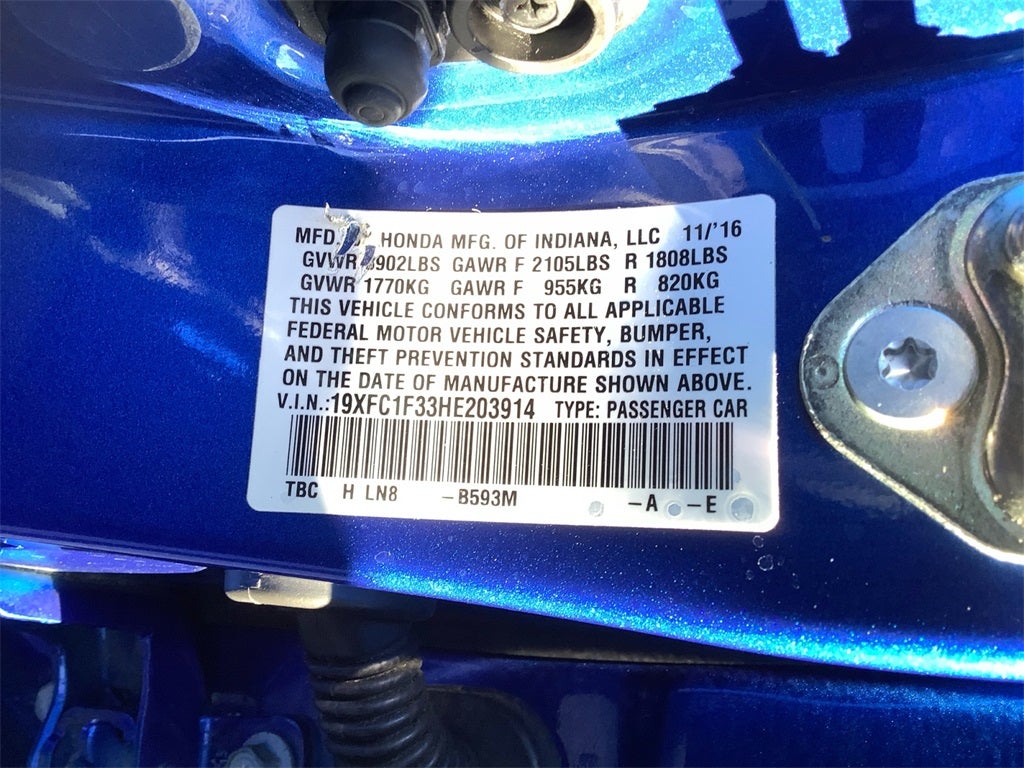 MFD. HONDA MFG. OF INDIANA, LLC 11/'16
GVWR 3902LBS GAWR F 2105LBS R 1808LBS
GVWR 1770KG GAWR F 955KG R 820KG
THIS VEHICLE CONFORMS TO ALL APPLICABLE
FEDERAL MOTOR VEHICLE SAFETY, BUMPER,
AND THEFT PREVENTION STANDARDS IN EFFECT
ON THE DATE OF MANUFACTURE SHOWN ABOVE.
V.I.N.:19XFC1F33HE203914 TYPE: PASSENGER CAR
TBC H LN8 -B593M -A -E